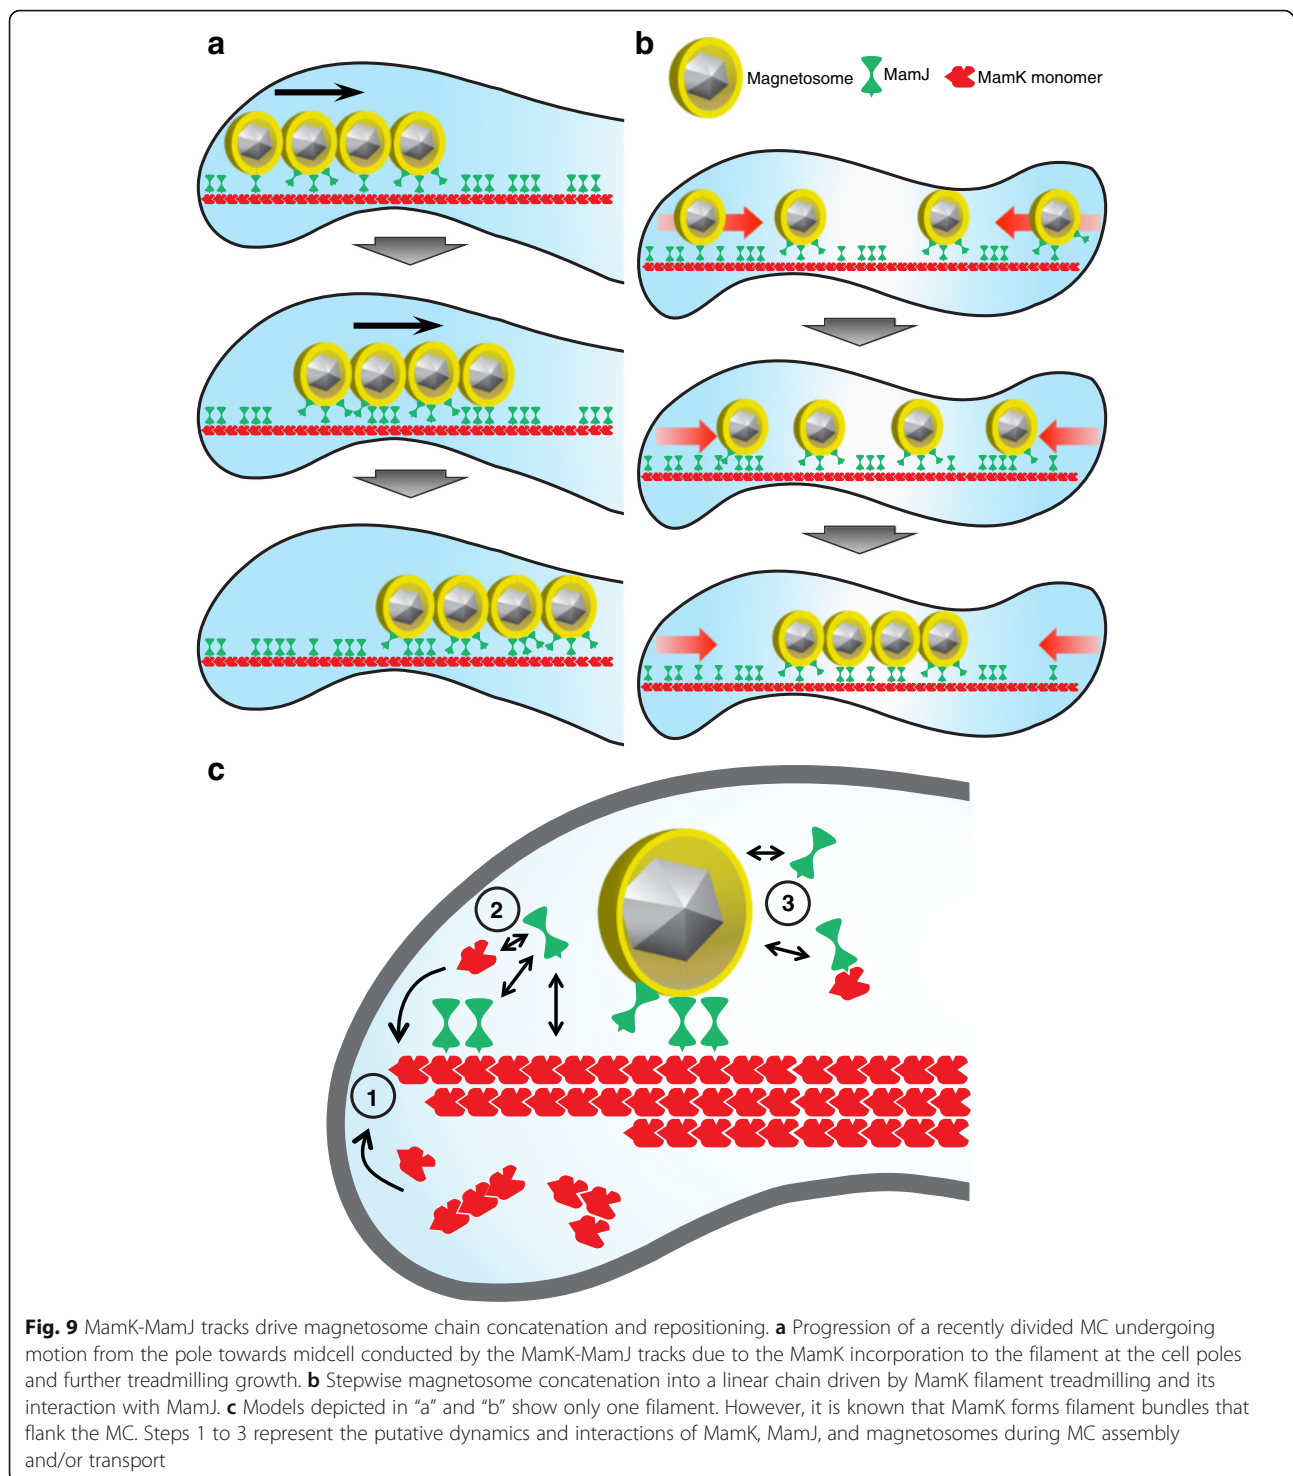 a
b
Magnetosome
MamJ
MamK monomer
c
2
3
1
Fig. 9 MamK-MamJ tracks drive magnetosome chain concatenation and repositioning. a Progression of a recently divided MC undergoing
motion from the pole towards midcell conducted by the MamK-MamJ tracks due to the MamK incorporation to the filament at the cell poles
and further treadmilling growth. b Stepwise magnetosome concatenation into a linear chain driven by MamK filament treadmilling and its
interaction with MamJ. c Models depicted in “a” and “b” show only one filament. However, it is known that MamK forms filament bundles that
flank the MC. Steps 1 to 3 represent the putative dynamics and interactions of MamK, MamJ, and magnetosomes during MC assembly
and/or transport